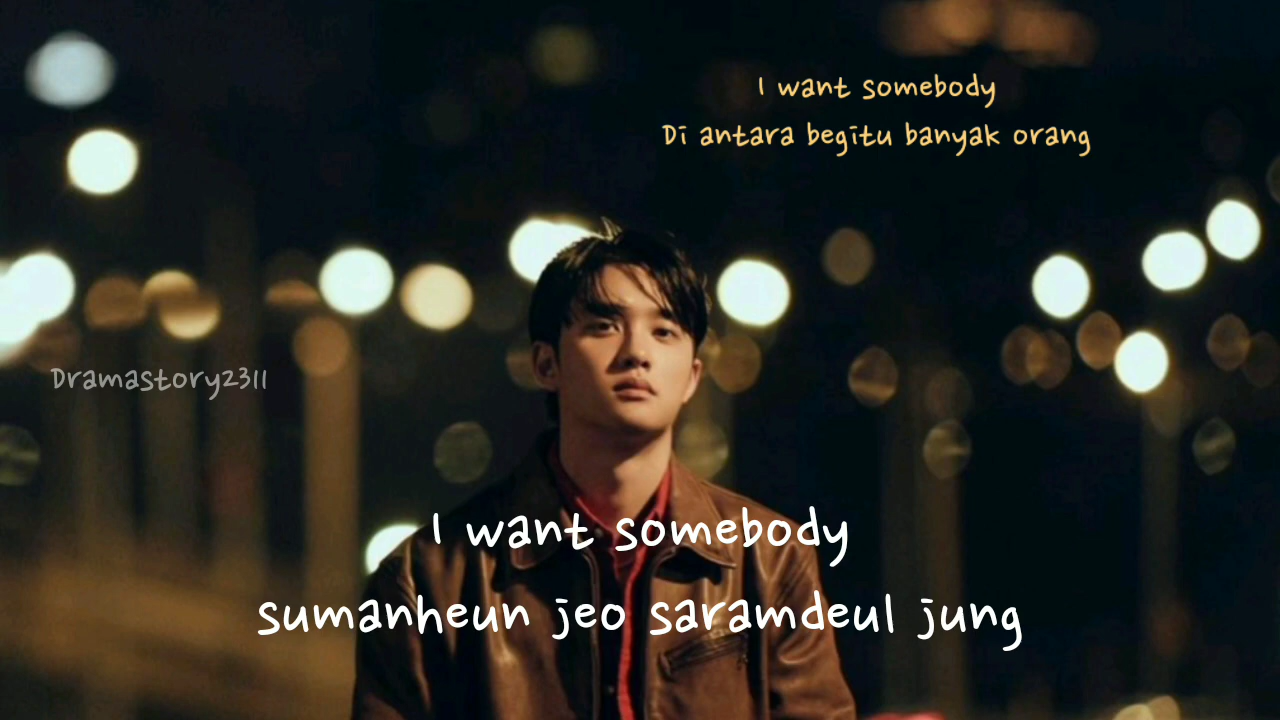 I want somebody
Di antara begitu banyak orang
Dramastory2311
I want somebody
sumanheun jeo saramdeul jung